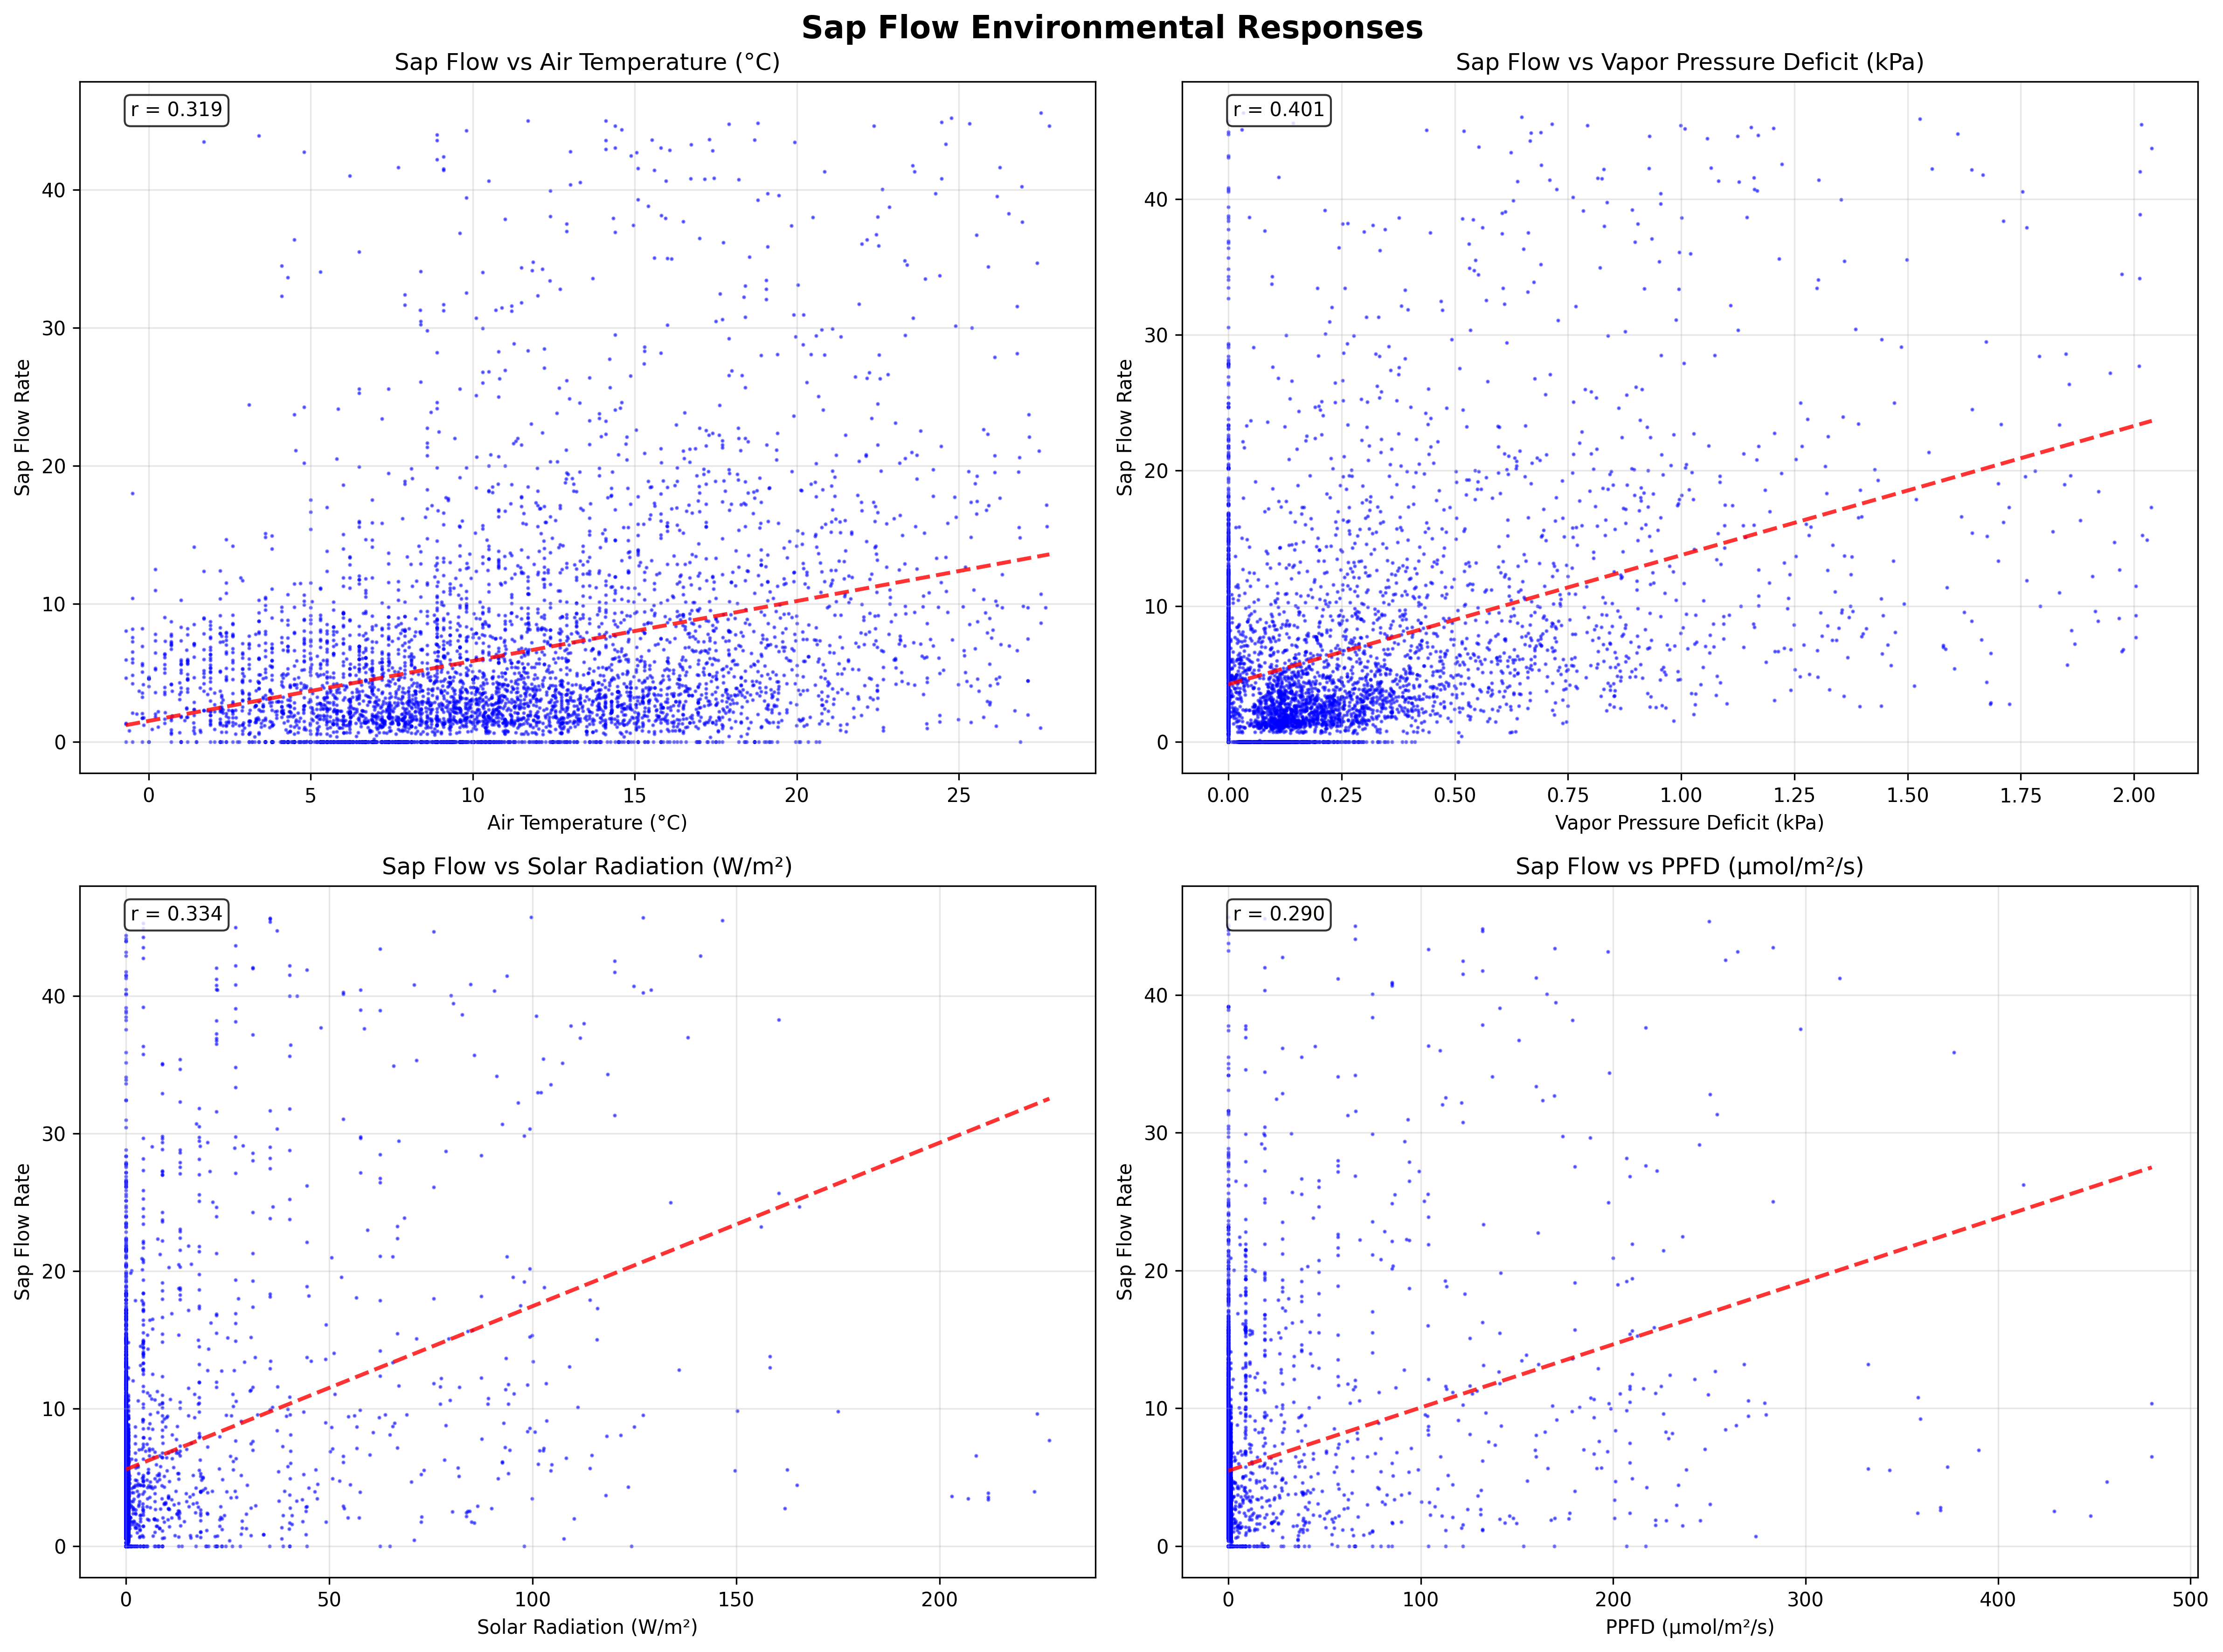 Sap Flow Environmental Responses
Sap Flow vs Air Temperature (°C)
r = 0.319
Sap Flow Rate
40
30
20
10
0
0 5 10 15 20 25
Air Temperature (°C)
Sap Flow vs Vapor Pressure Deficit (kPa)
r = 0.401
Sap Flow Rate
40
30
20
10
0
0.00 0.25 0.50 0.75 1.00 1.25 1.50 1.75 2.00
Vapor Pressure Deficit (kPa)
Sap Flow vs Solar Radiation (W/m²)
r = 0.334
Sap Flow Rate
40
30
20
10
0
0 50 100 150 200
Solar Radiation (W/m²)
Sap Flow vs PPFD (μmol/m²/s)
r = 0.290
Sap Flow Rate
40
30
20
10
0
0 100 200 300 400 500
PPFD (μmol/m²/s)